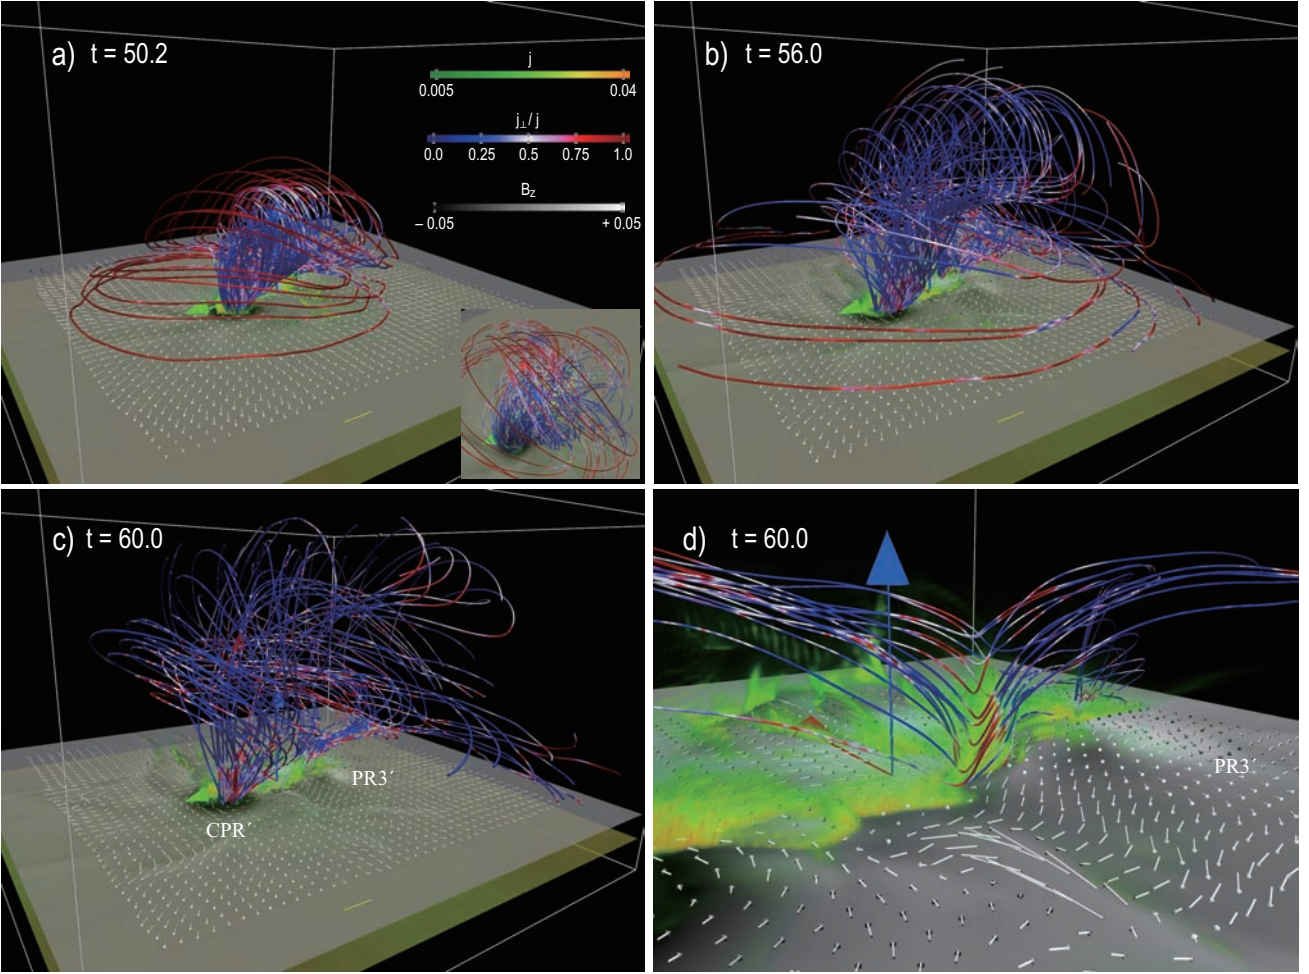 a) t = 50.2
j
0.005 0.04
j⊥/ j
0.0 0.25 0.5 0.75 1.0
BZ
– 0.05 + 0.05
b) t = 56.0
c) t = 60.0
PR3´
CPR´
d) t = 60.0
PR3´